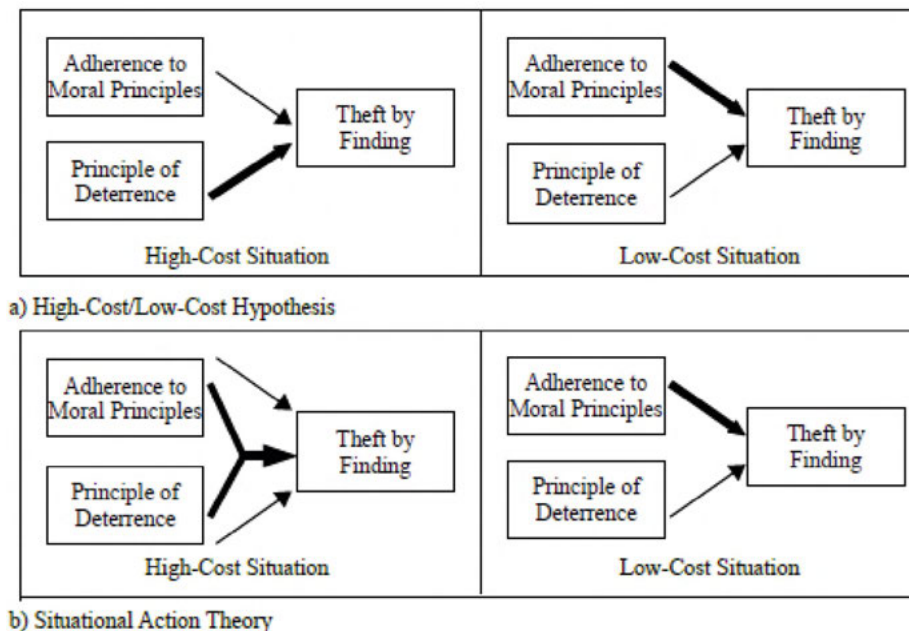 Adherence to
Moral Principles
Theft by
Finding
Principle of
Deterrence
High-Cost Situation
Adherence to
Moral Principles
Theft by
Finding
Principle of
Deterrence
Low-Cost Situation
a) High-Cost/Low-Cost Hypothesis
Adherence to
Moral Principles
Theft by
Finding
Principle of
Deterrence
High-Cost Situation
Adherence to
Moral Principles
Theft by
Finding
Principle of
Deterrence
Low-Cost Situation
b) Situational Action Theory